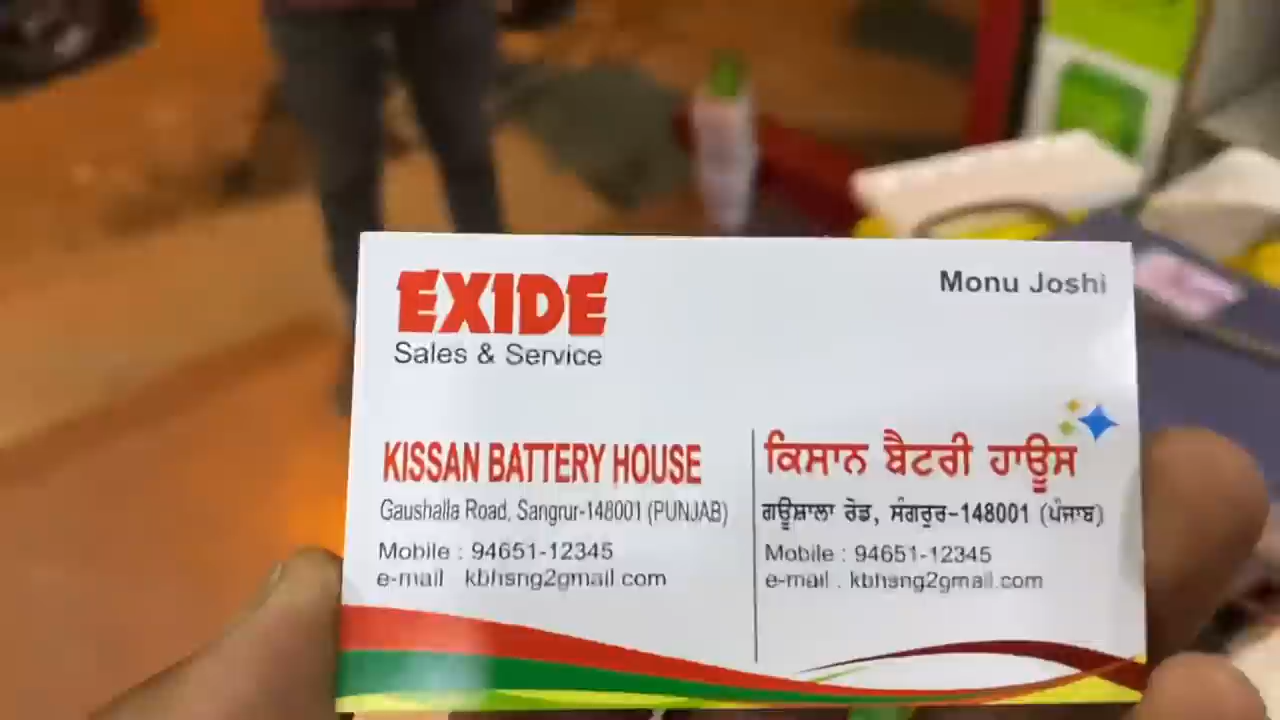 EXIDE
Sales & Service
Monu Joshi
KISSAN BATTERY HOUSE
Gaushalla Road, Sangrur-148001 (PUNJAB)
Mobile : 94651-12345
e-mail : kbhsng2gmail.com
ਕਿਸਾਨ ਬੈਟਰੀ ਹਾਊਸ
ਗਊਸ਼ਾਲਾ ਰੋਡ, ਸੰਗਰੂਰ-148001 (ਪੰਜਾਬ)
Mobile : 94651-12345
e-mail : kbhsng2gmail.com